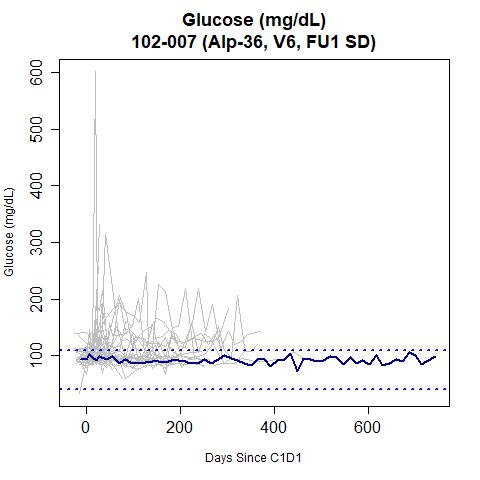 Glucose (mg/dL)
102-007 (Alp-36, V6, FU1 SD)
Glucose (mg/dL)
600
500
400
300
200
100
0 200 400 600
Days Since C1D1